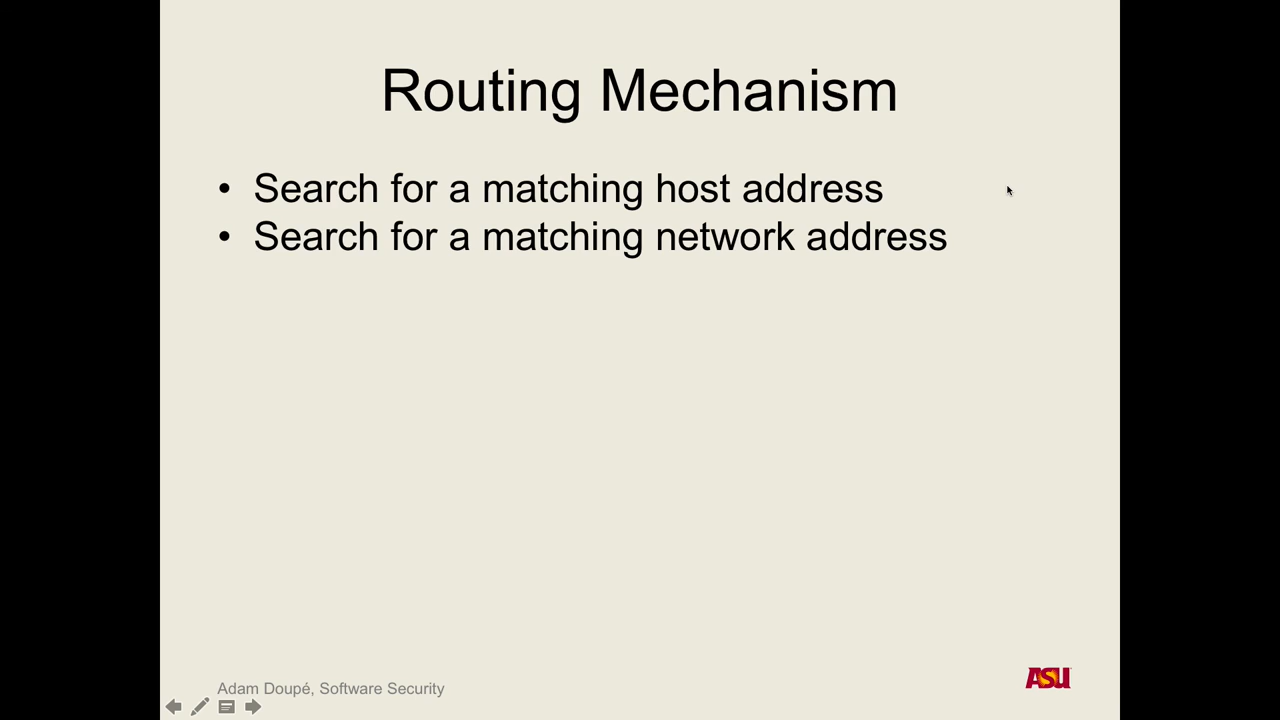 Routing Mechanism
• Search for a matching host address
• Search for a matching network address
Adam Doupé, Software Security
ASU